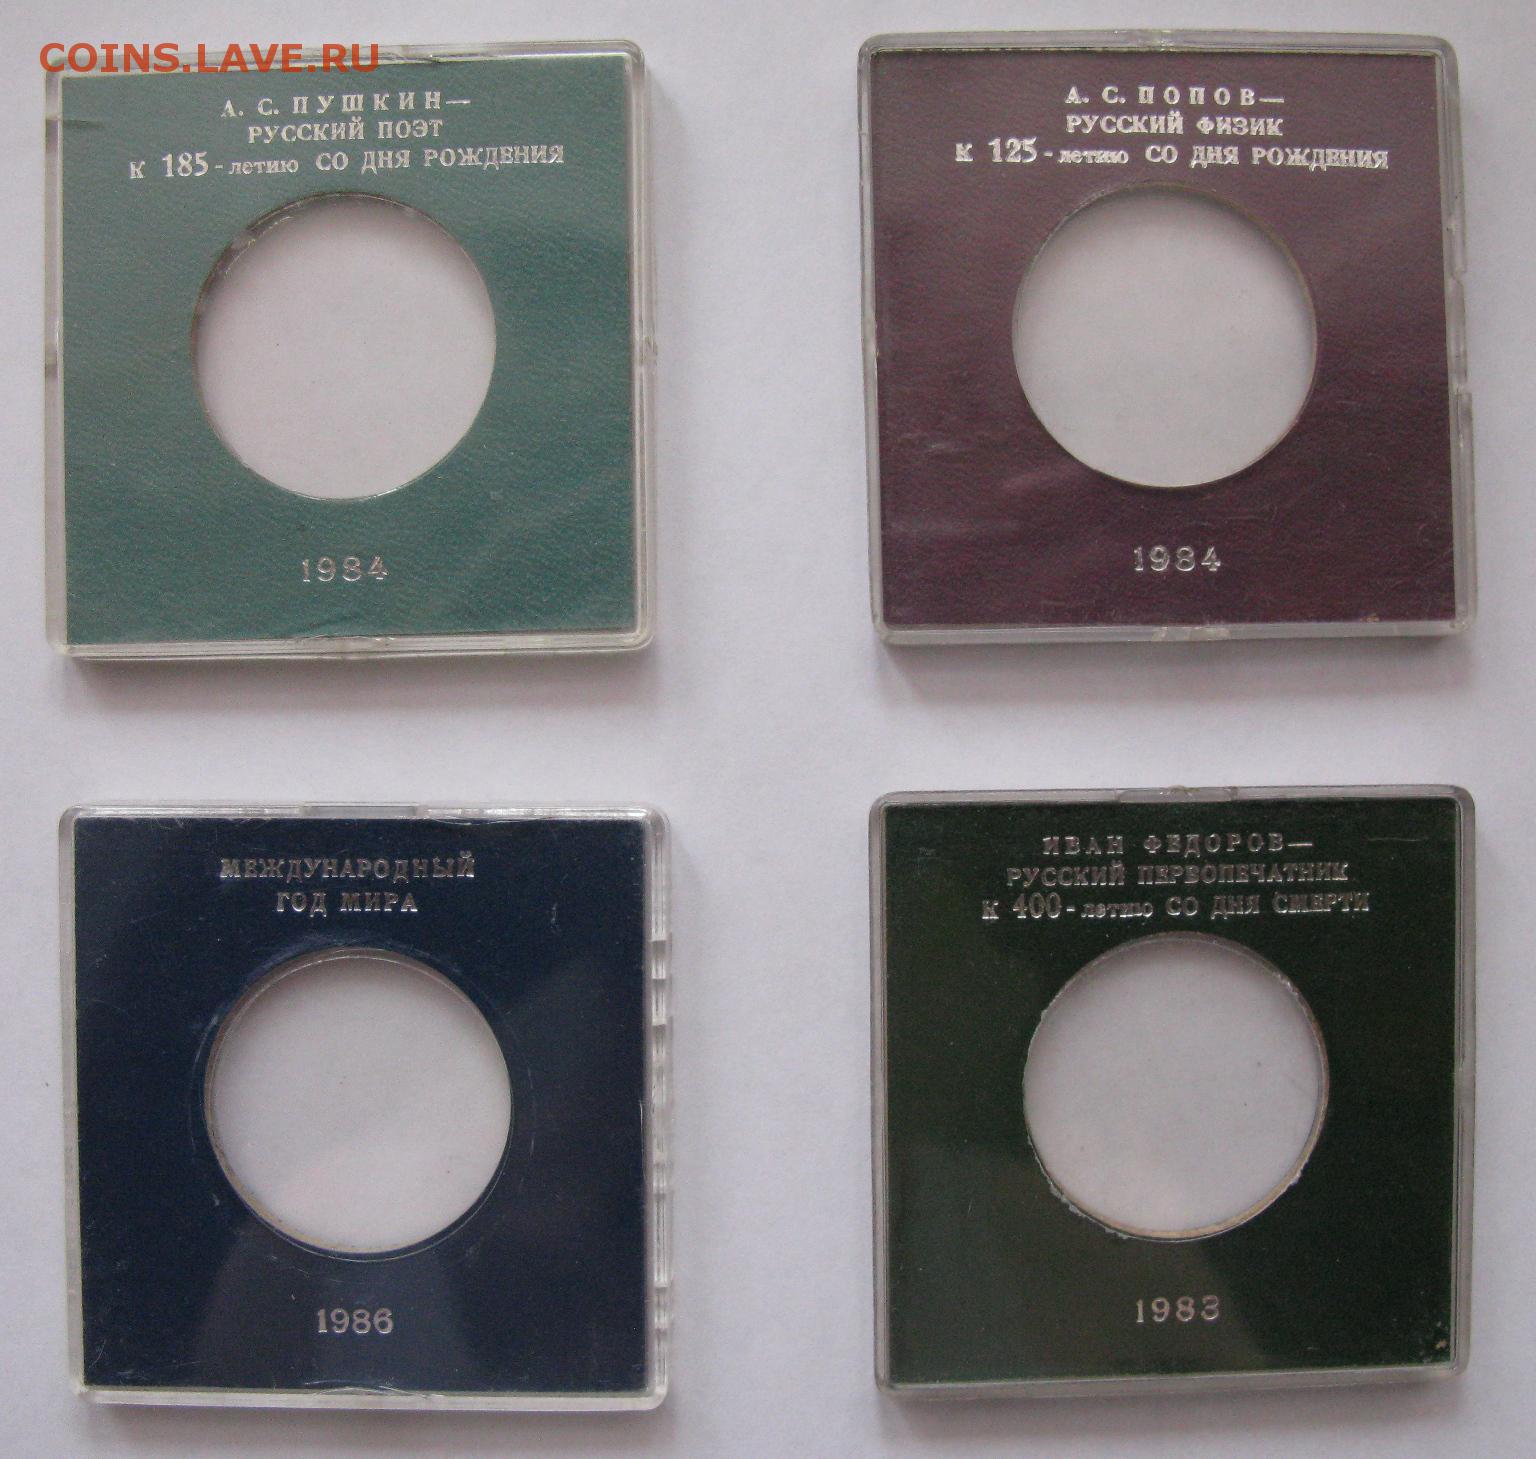 COINS.LAVE.RU
А. С. ПУШКИН—
РУССКИЙ ПОЭТ
К 185-летию СО ДНЯ РОЖДЕНИЯ
1984
А. С. ПОПОВ—
РУССКИЙ ФИЗИК
К 125-летию СО ДНЯ РОЖДЕНИЯ
1984
МЕЖДУНАРОДНЫЙ
ГОД МИРА
1986
ИВАН ФЕДОРОВ—
РУССКИЙ ПЕРВОПЕЧАТНИК
К 400-летию СО ДНЯ СМЕРТИ
1983